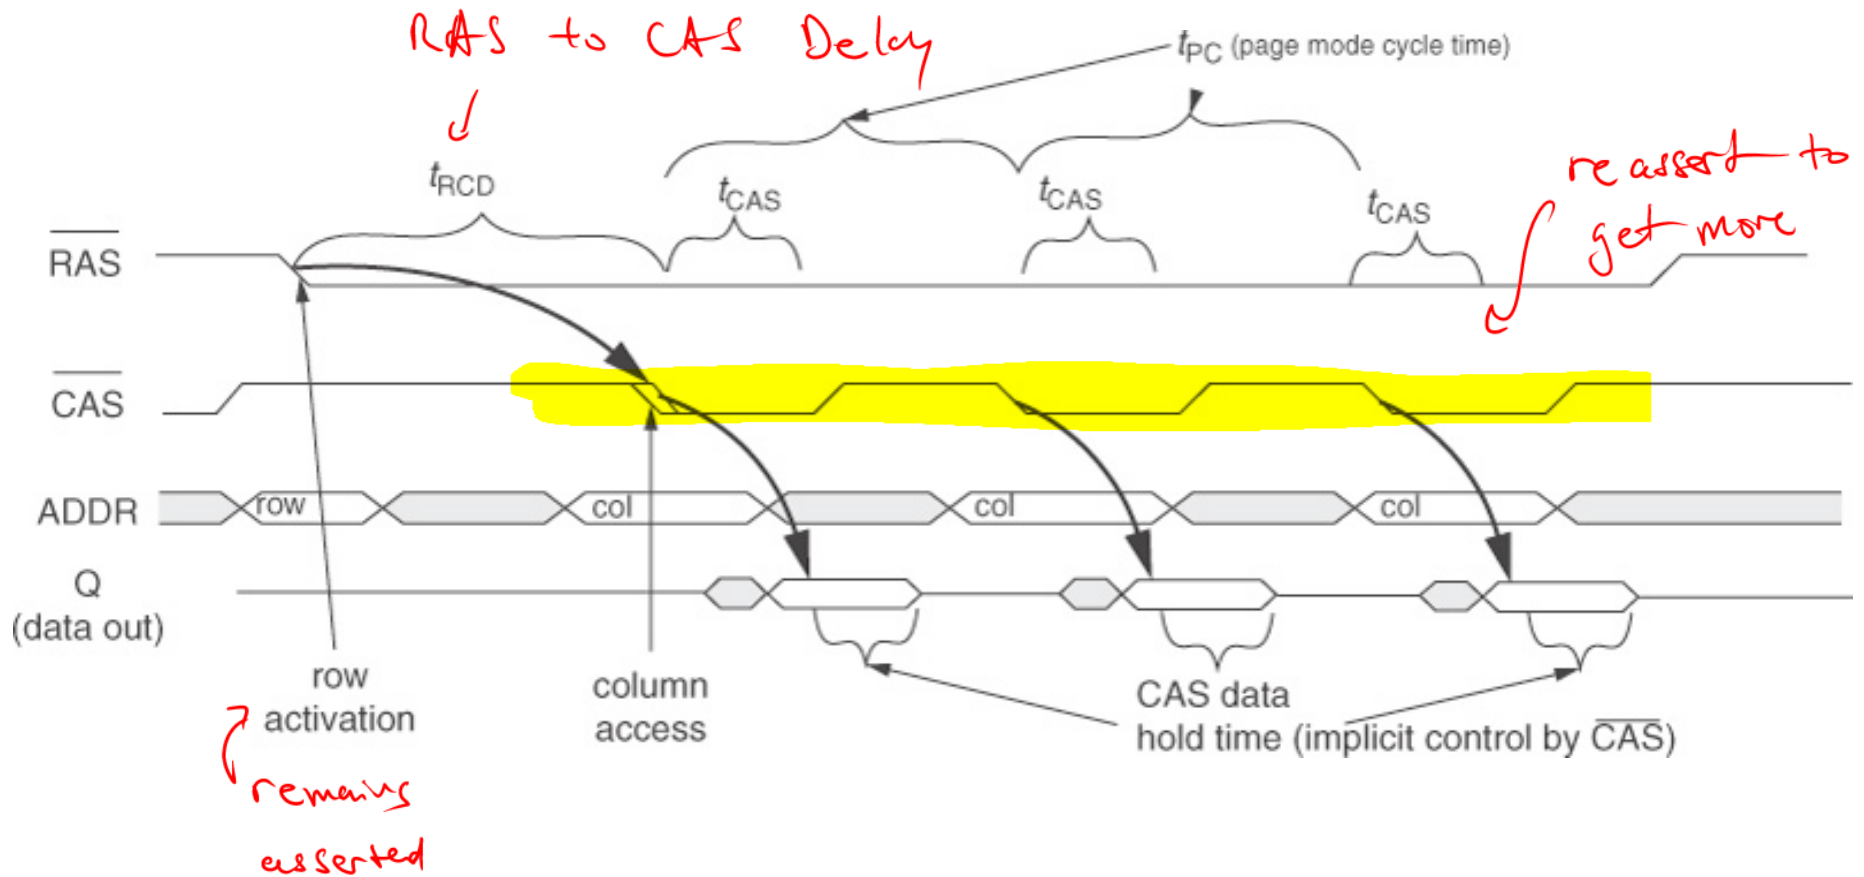 RAS to CAS Delay
tPC (page mode cycle time)
reassert to
get more
tRCD
tCAS
tCAS
tCAS
RAS
CAS
ADDR
row
col
col
col
Q
(data out)
row
activation
column
access
CAS data
hold time (implicit control by CAS)
remains
asserted